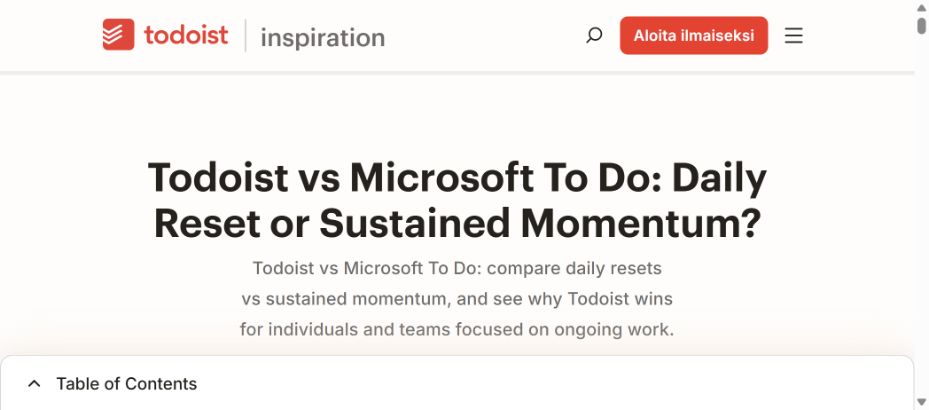 todoist inspiration Aloita ilmaiseksi
Todoist vs Microsoft To Do: Daily
Reset or Sustained Momentum?
Todoist vs Microsoft To Do: compare daily resets
vs sustained momentum, and see why Todoist wins
for individuals and teams focused on ongoing work.
Table of Contents